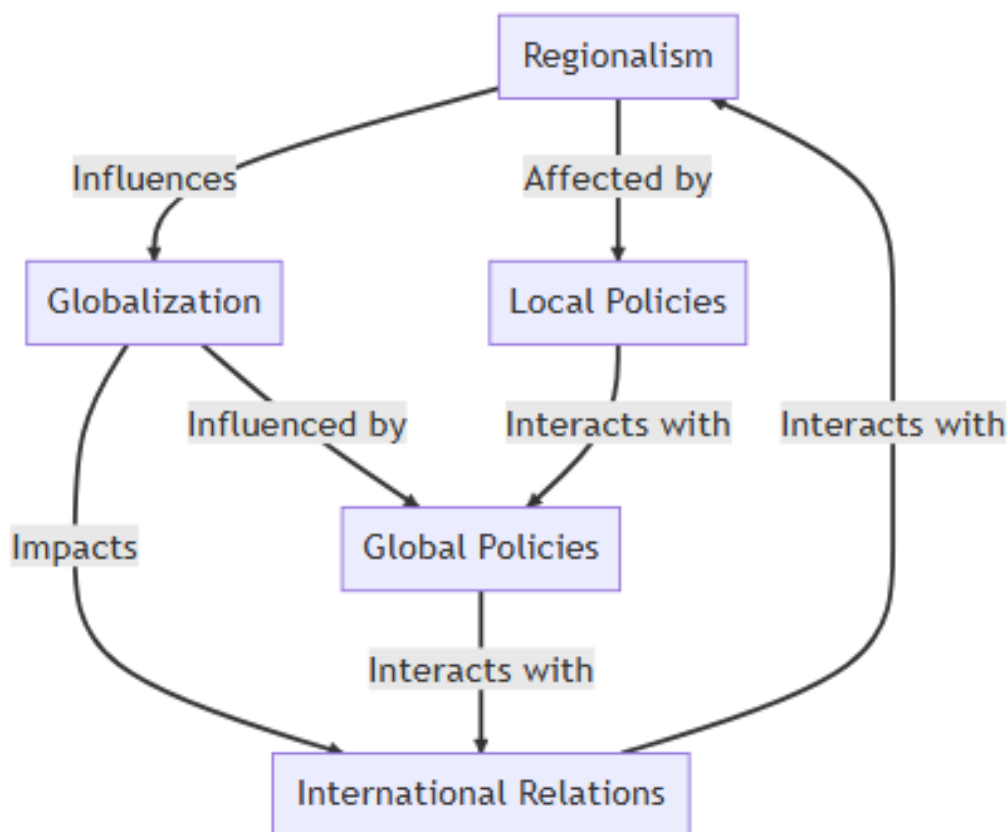 Regionalism
Influences
Affected by
Globalization
Local Policies
Influenced by
Interacts with
Interacts with
Impacts
Global Policies
Interacts with
International Relations